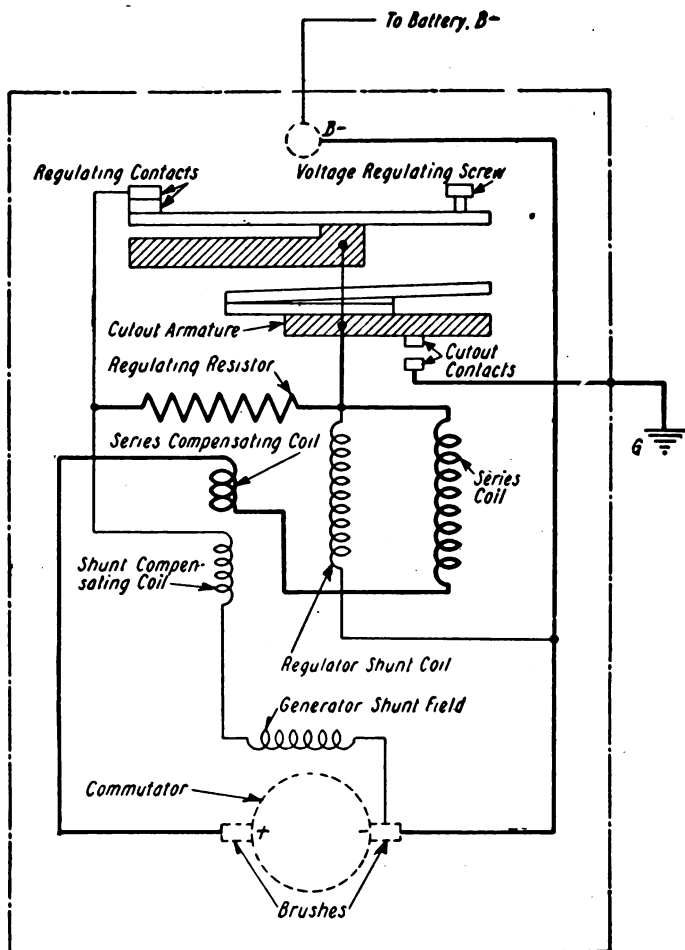 To Battery, B-
B-
Regulating Contacts
Voltage Regulating Screw
Cutout Armature
Cutout
Contacts
Regulating Resistor
Series Compensating Coil
G
Series
Coil
Shunt Compen-
sating Coil
Regulator Shunt Coil
Generator Shunt Field
Commutator
+
-
Brushes